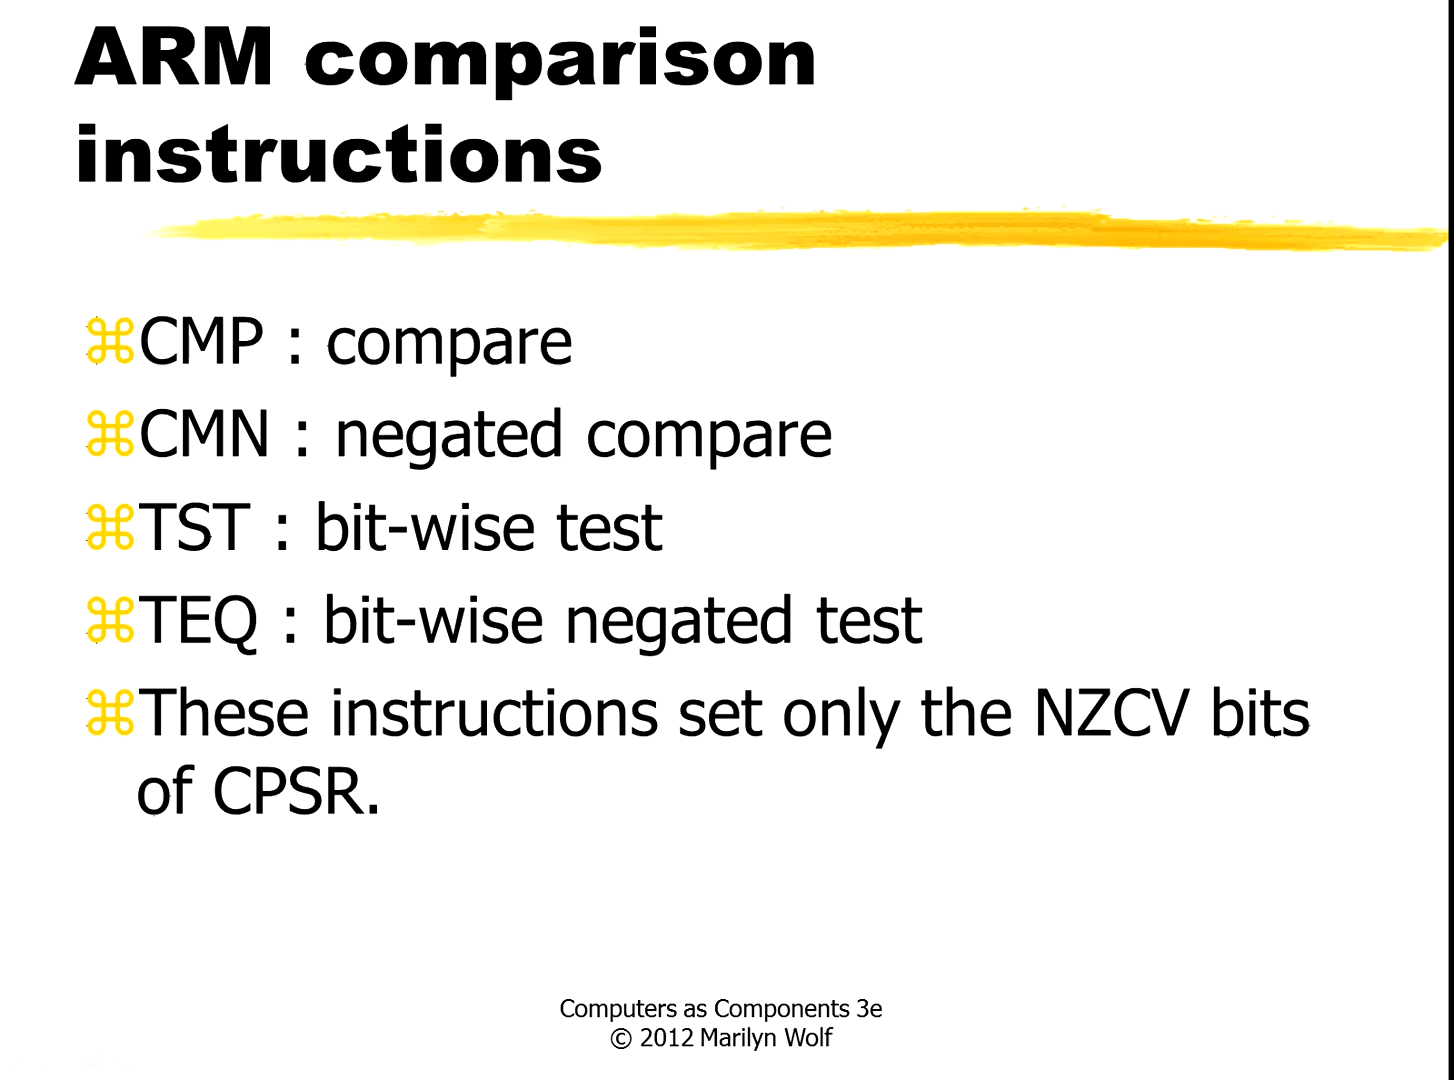 ARM comparison
instructions
⌘CMP : compare
⌘CMN : negated compare
⌘TST : bit-wise test
⌘TEQ : bit-wise negated test
⌘These instructions set only the NZCV bits
of CPSR.
Computers as Components 3e
© 2012 Marilyn Wolf